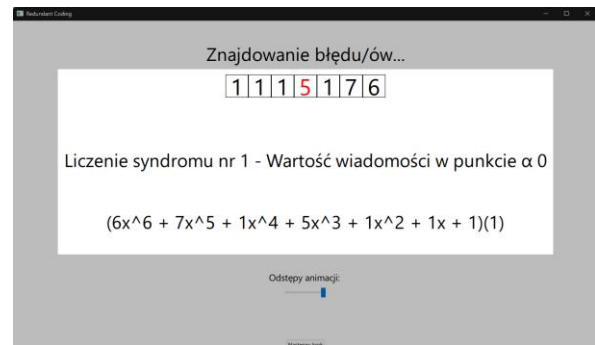 Redundant Coding
Znajdowanie błędu/ów...
1 1 1 5 1 7 6
Liczenie syndromu nr 1 - Wartość wiadomości w punkcie α 0
(6x^6 + 7x^5 + 1x^4 + 5x^3 + 1x^2 + 1x + 1)(1)
Odstępy animacji: